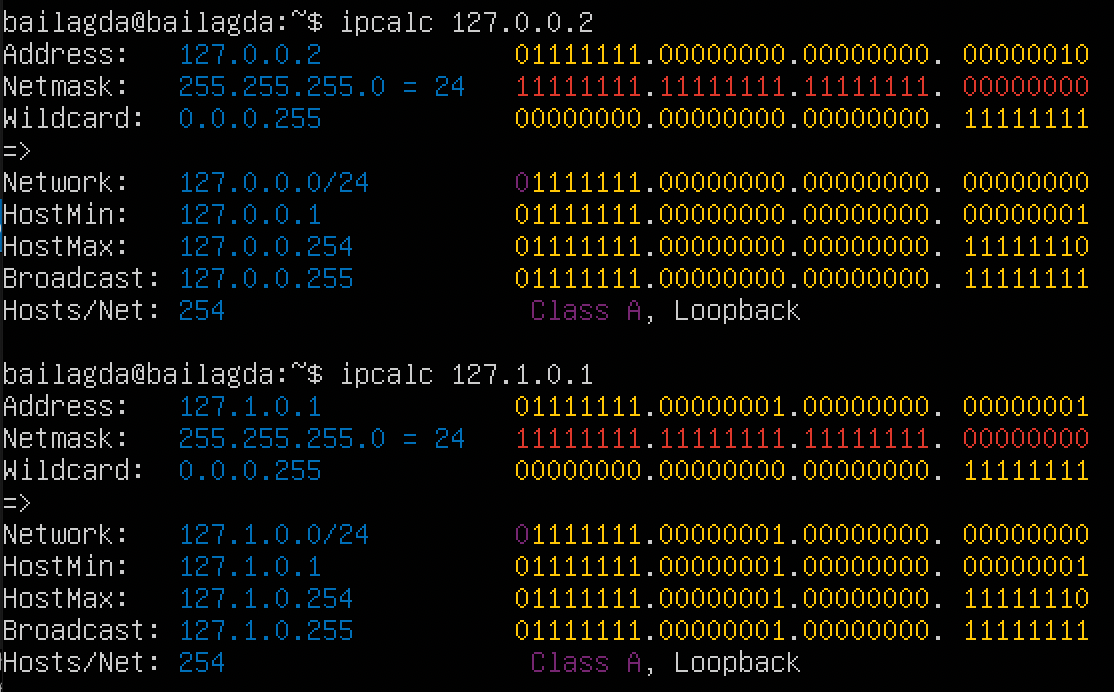 bailagda@bailagda:~$ ipcalc 127.0.0.2
Address:   127.0.0.2            01111111.00000000.00000000. 00000010
Netmask:   255.255.255.0 = 24   11111111.11111111.11111111. 00000000
Wildcard:  0.0.0.255            00000000.00000000.00000000. 11111111
=>
Network:   127.0.0.0/24         01111111.00000000.00000000. 00000000
HostMin:   127.0.0.1            01111111.00000000.00000000. 00000001
HostMax:   127.0.0.254          01111111.00000000.00000000. 11111110
Broadcast: 127.0.0.255          01111111.00000000.00000000. 11111111
Hosts/Net: 254                   Class A, Loopback
bailagda@bailagda:~$ ipcalc 127.1.0.1
Address:   127.1.0.1            01111111.00000001.00000000. 00000001
Netmask:   255.255.255.0 = 24   11111111.11111111.11111111. 00000000
Wildcard:  0.0.0.255            00000000.00000000.00000000. 11111111
=>
Network:   127.1.0.0/24         01111111.00000001.00000000. 00000000
HostMin:   127.1.0.1            01111111.00000001.00000000. 00000001
HostMax:   127.1.0.254          01111111.00000001.00000000. 11111110
Broadcast: 127.1.0.255          01111111.00000001.00000000. 11111111
Hosts/Net: 254                   Class A, Loopback